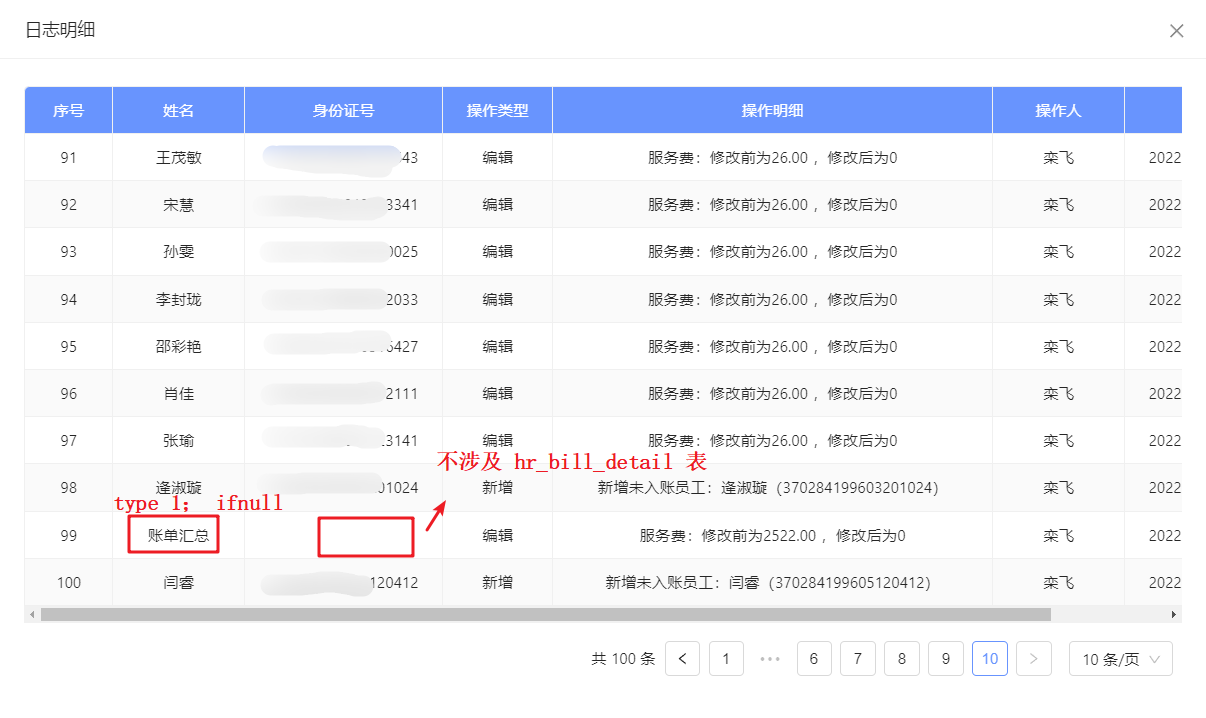 日志明细
序号 姓名 身份证号 操作类型 操作明细 操作人
91 王茂敏 43 编辑 服务费：修改前为26.00 ，修改后为0 栾飞 2022
92 宋慧 3341 编辑 服务费：修改前为26.00 ，修改后为0 栾飞 2022
93 孙雯 0025 编辑 服务费：修改前为26.00 ，修改后为0 栾飞 2022
94 李封珑 2033 编辑 服务费：修改前为26.00 ，修改后为0 栾飞 2022
95 邵彩艳 6427 编辑 服务费：修改前为26.00 ，修改后为0 栾飞 2022
96 肖佳 2111 编辑 服务费：修改前为26.00 ，修改后为0 栾飞 2022
97 张瑜 3141 编辑 服务费：修改前为26.00 ，修改后为0 栾飞 2022
不涉及 hr_bill_detail 表
98 逄淑璇 01024 新增 新增未入账员工：逄淑璇（370284199603201024） 栾飞 2022
type 1； ifnull
99 账单汇总 编辑 服务费：修改前为2522.00 ，修改后为0 栾飞 2022
100 闫睿 120412 新增 新增未入账员工：闫睿（370284199605120412） 栾飞 2022
共 100 条 < 1 ••• 6 7 8 9 10 > 10 条/页